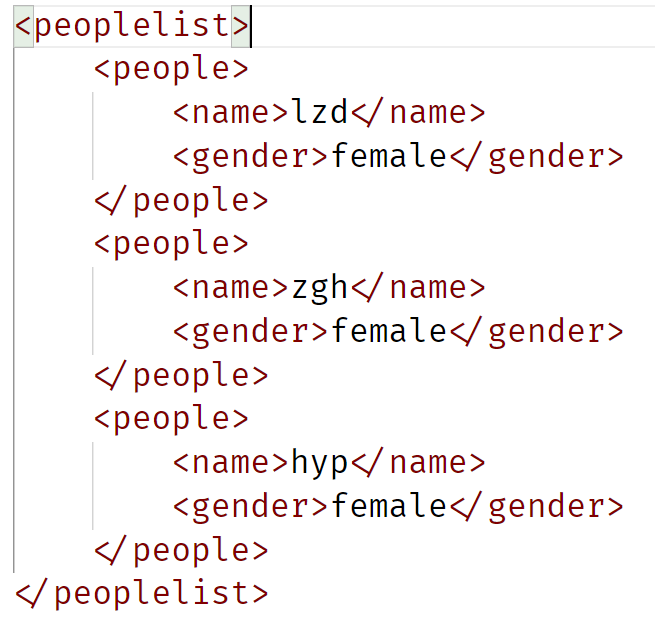 <peoplelist>
    <people>
        <name>lzd</name>
        <gender>female</gender>
    </people>
    <people>
        <name>zgh</name>
        <gender>female</gender>
    </people>
    <people>
        <name>hyp</name>
        <gender>female</gender>
    </people>
</peoplelist>